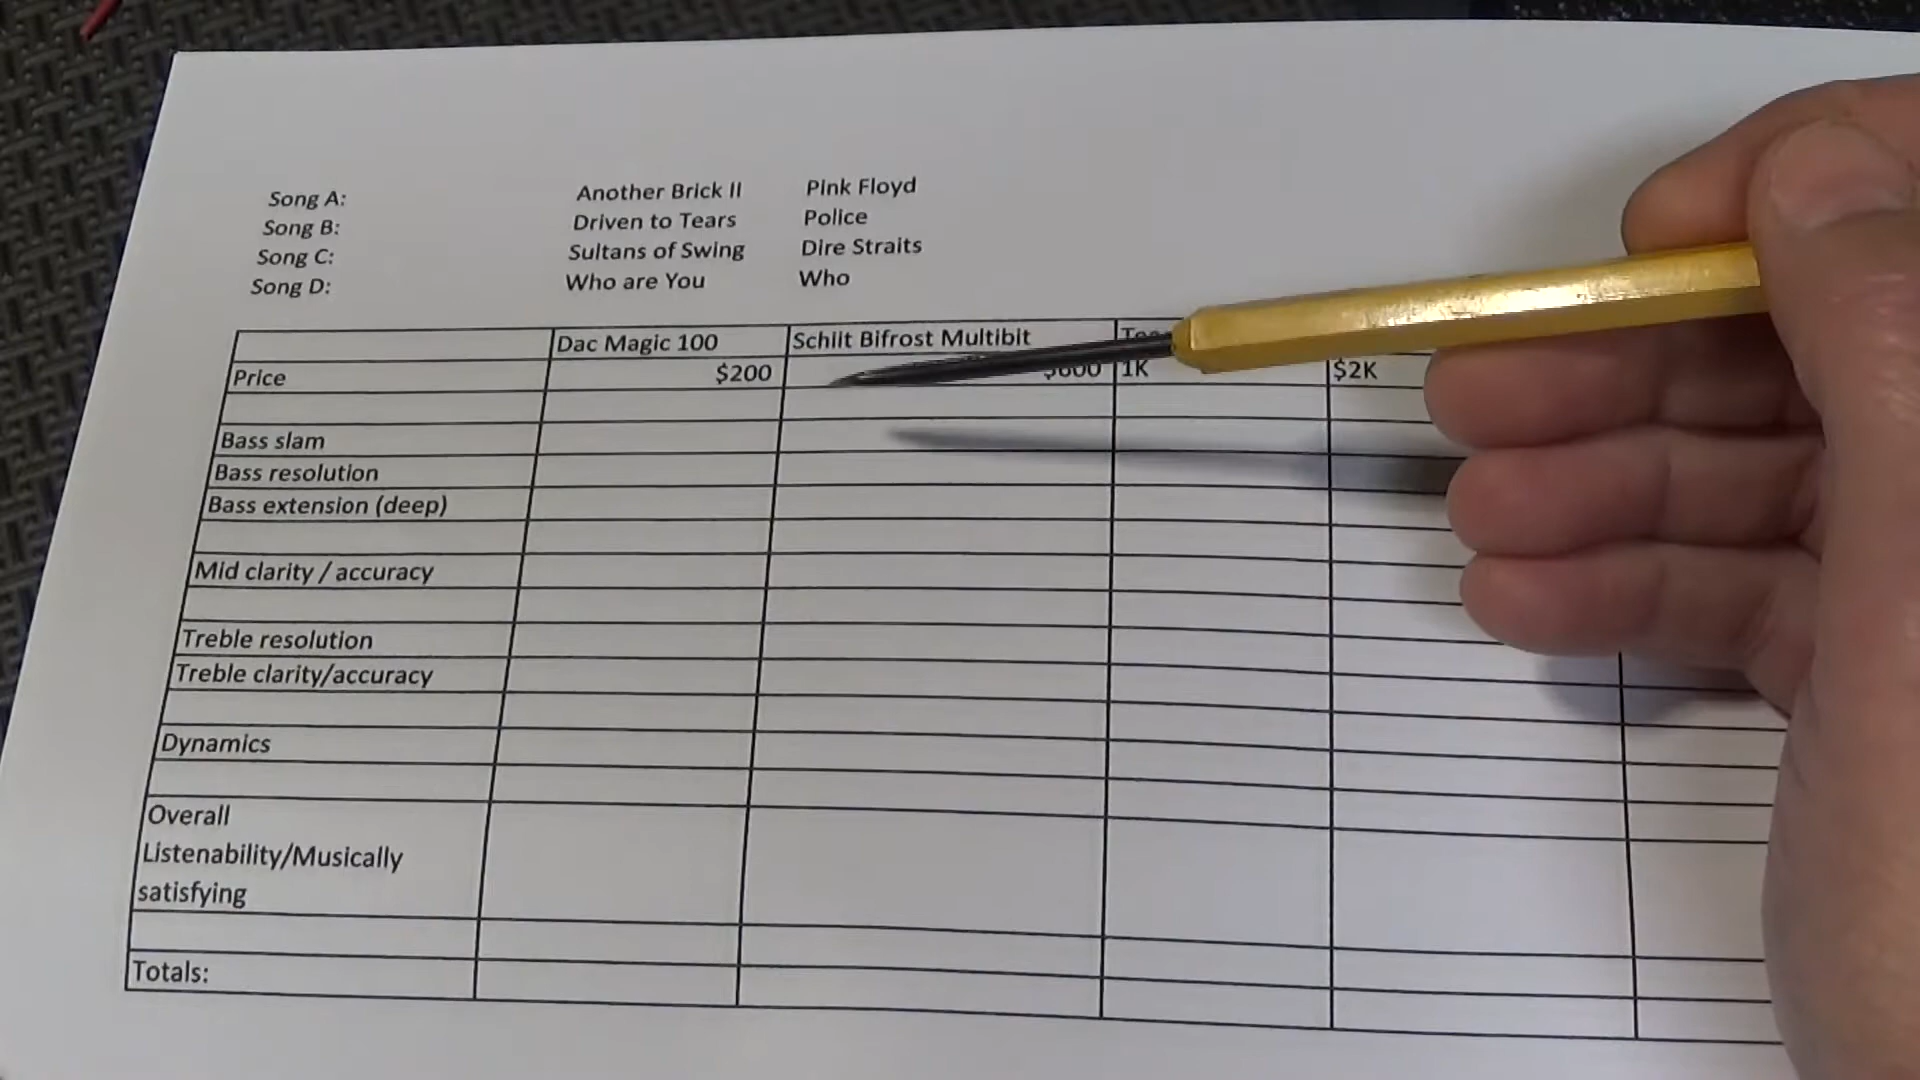 Song A: Another Brick II Pink Floyd
Song B: Driven to Tears Police
Song C: Sultans of Swing Dire Straits
Song D: Who are You Who
Dac Magic 100 Schiit Bifrost Multibit
Price $200 $600 1K $2K
Bass slam
Bass resolution
Bass extension (deep)
Mid clarity / accuracy
Treble resolution
Treble clarity/accuracy
Dynamics
Overall
Listenability/Musically
satisfying
Totals: